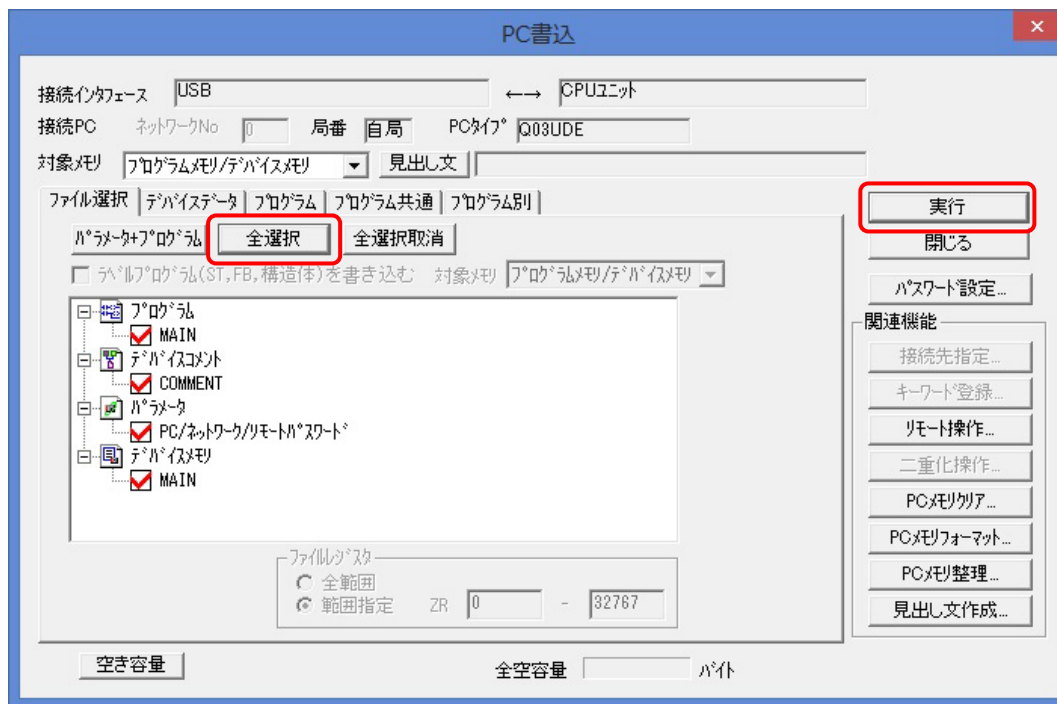 PC書込
接続ｲﾝﾀﾌｪｰｽ USB ←→ CPUﾕﾆｯﾄ
接続PC ﾈｯﾄﾜｰｸNo 0 局番 自局 PCﾀｲﾌﾟ Q03UDE
対象ﾒﾓﾘ ﾌﾟﾛｸﾞﾗﾑﾒﾓﾘ/ﾃﾞﾊﾞｲｽﾒﾓﾘ 見出し文
ﾌｧｲﾙ選択 ﾃﾞﾊﾞｲｽﾃﾞｰﾀ ﾌﾟﾛｸﾞﾗﾑ ﾌﾟﾛｸﾞﾗﾑ共通 ﾌﾟﾛｸﾞﾗﾑ別
ﾊﾟﾗﾒｰﾀ+ﾌﾟﾛｸﾞﾗﾑ 全選択 全選択取消
ﾗﾍﾞﾙﾌﾟﾛｸﾞﾗﾑ(ST,FB,構造体)を書き込む 対象ﾒﾓﾘ ﾌﾟﾛｸﾞﾗﾑﾒﾓﾘ/ﾃﾞﾊﾞｲｽﾒﾓﾘ
ﾌﾟﾛｸﾞﾗﾑ
MAIN
ﾃﾞﾊﾞｲｽｺﾒﾝﾄ
COMMENT
ﾊﾟﾗﾒｰﾀ
PC/ﾈｯﾄﾜｰｸ/ﾘﾓｰﾄﾊﾟｽﾜｰﾄﾞ
ﾃﾞﾊﾞｲｽﾒﾓﾘ
MAIN
ﾌｧｲﾙﾚｼﾞｽﾀ
全範囲
範囲指定 ZR 0 - 32767
空き容量 全空容量 ﾊﾞｲﾄ
実行
閉じる
ﾊﾟｽﾜｰﾄﾞ設定...
関連機能
接続先指定...
ｷｰﾜｰﾄﾞ登録...
ﾘﾓｰﾄ操作...
二重化操作...
PCﾒﾓﾘｸﾘｱ...
PCﾒﾓﾘﾌｫｰﾏｯﾄ...
PCﾒﾓﾘ整理...
見出し文作成...